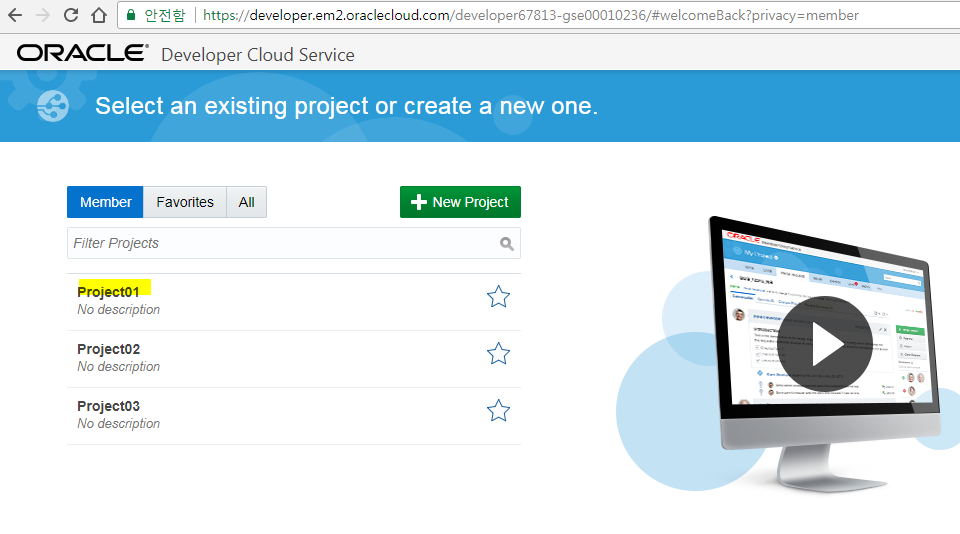 안전함 https://developer.em2.oraclecloud.com/developer67813-gse00010236/#welcomeBack?privacy=member
ORACLE® Developer Cloud Service
Select an existing project or create a new one.
Member Favorites All New Project
Filter Projects
Project01
No description
Project02
No description
Project03
No description
ORACLE